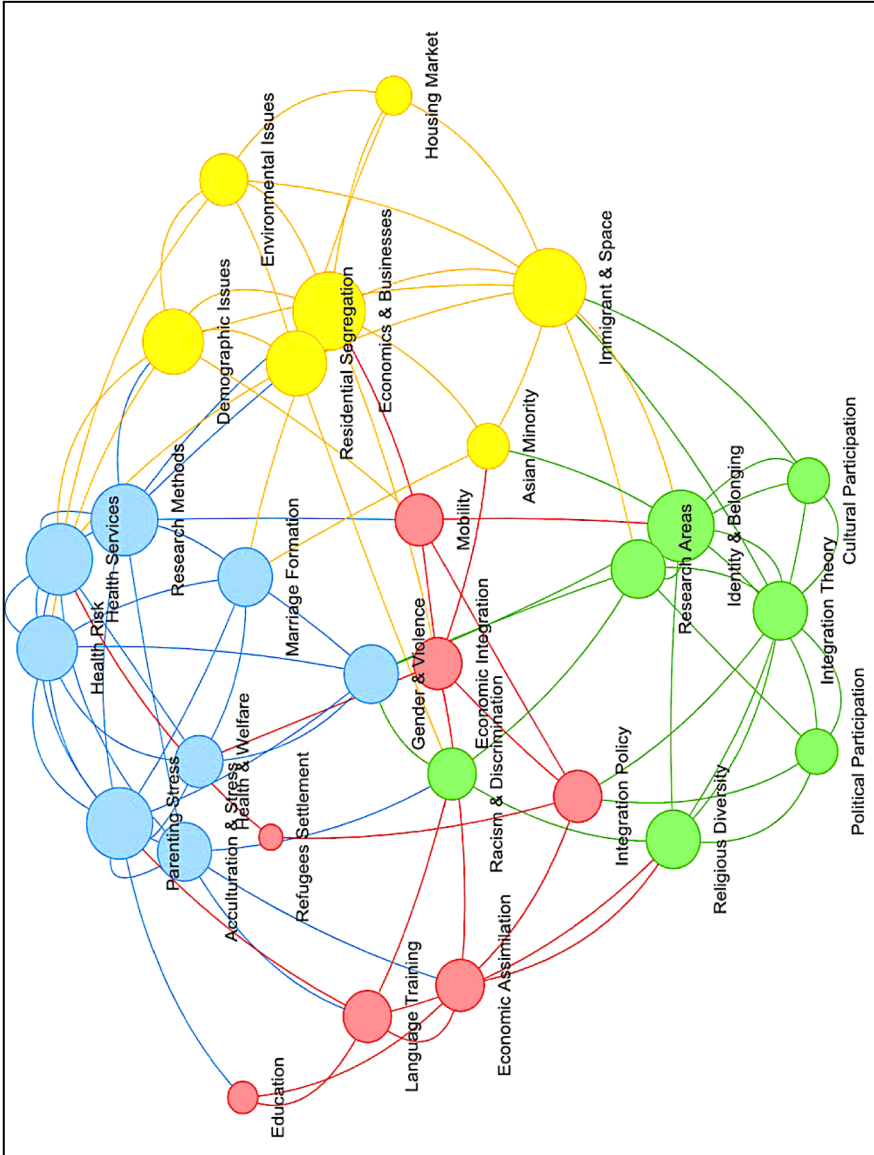 Housing Market
Environmental Issues
Demographic Issues
Residential Segregation
Economics & Businesses
Immigrant & Space
Asian Minority
Health Services
Research Methods
Health Risk
Marriage Formation
Mobility
Gender & Violence
Economic Integration
Research Areas
Identity & Belonging
Cultural Participation
Integration Theory
Parenting Stress
Acculturation & Stress
Health & Welfare
Refugees Settlement
Racism & Discrimination
Integration Policy
Religious Diversity
Political Participation
Education
Language Training
Economic Assimilation